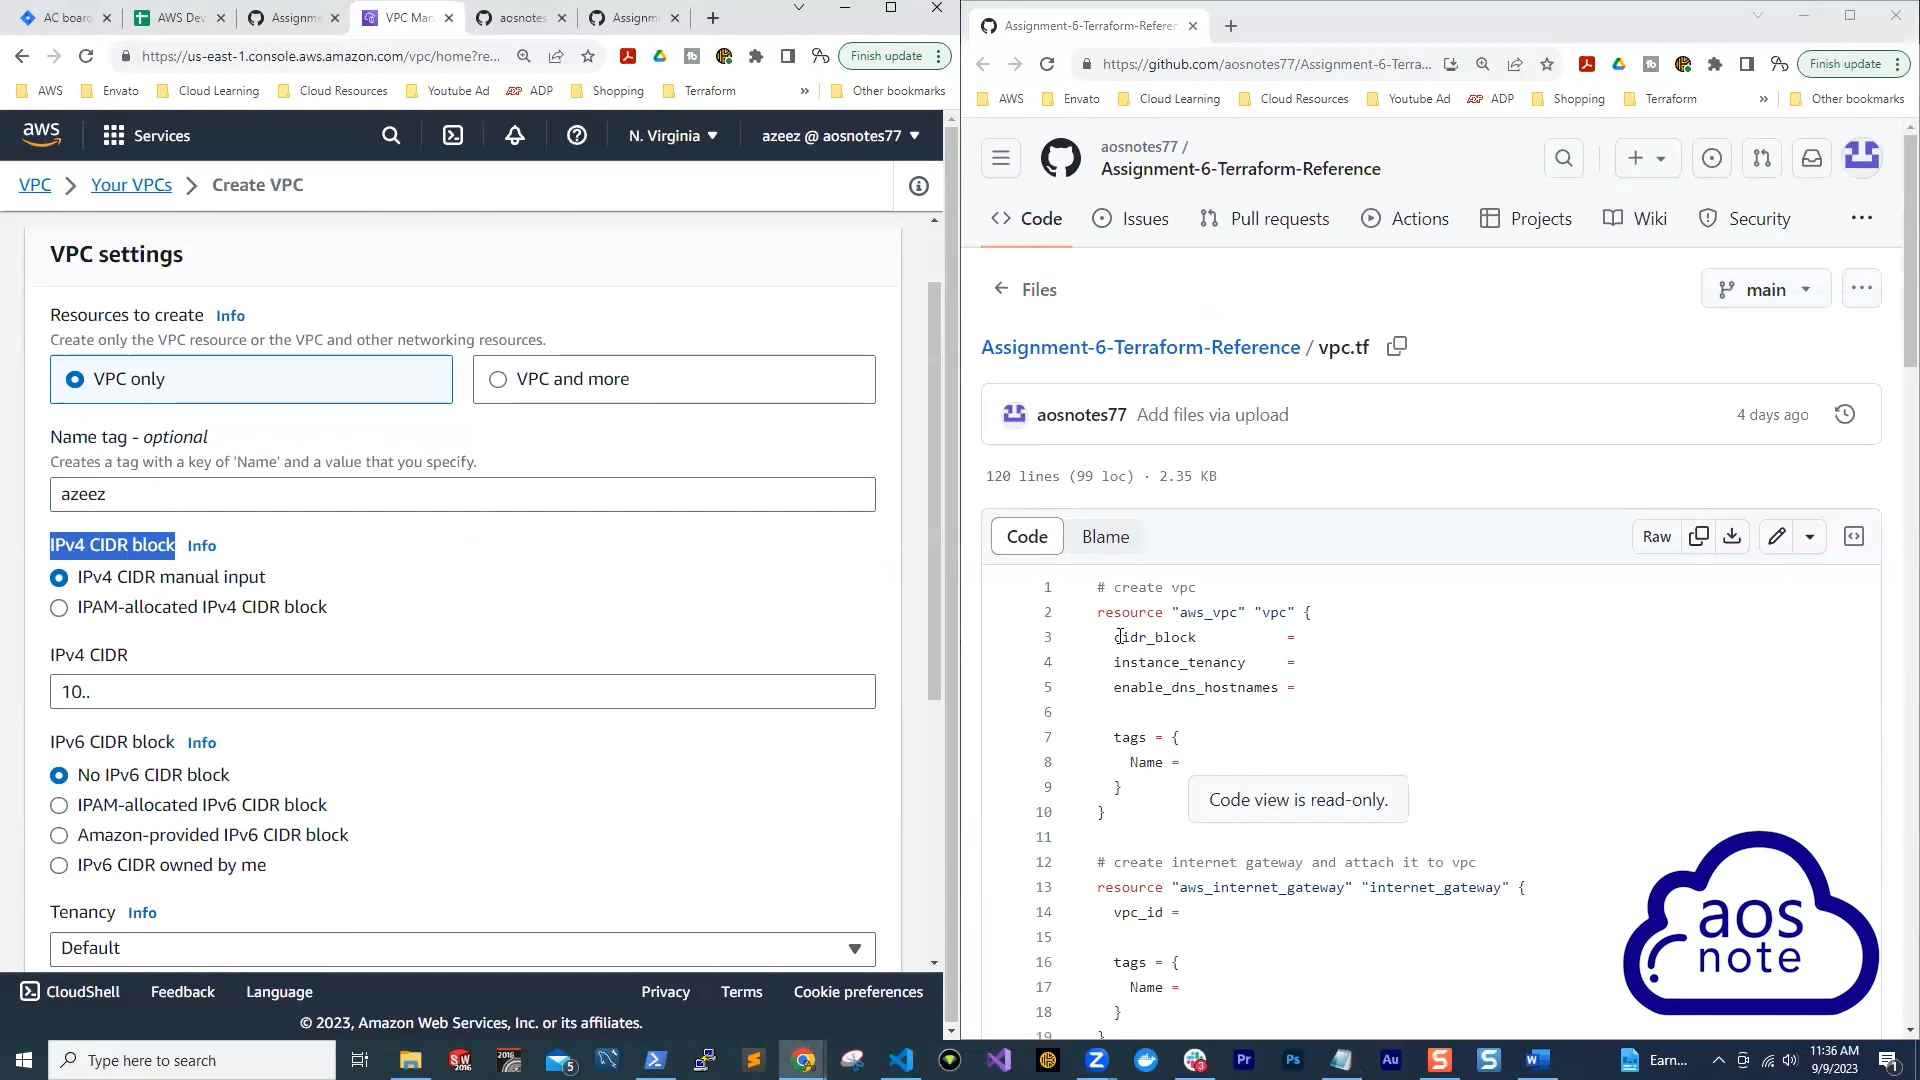 AC boar
AWS Dev
Assignm
VPC Man
aosnotes
Assignm
https://us-east-1.console.aws.amazon.com/vpc/home?re...
Finish update
AWS
Envato
Cloud Learning
Cloud Resources
Youtube Ad
ADP
Shopping
Terraform
»
Other bookmarks
aws
Services
N. Virginia
azeez @ aosnotes77
VPC
Your VPCs
Create VPC
VPC settings
Resources to create Info
Create only the VPC resource or the VPC and other networking resources.
VPC only
VPC and more
Name tag - optional
Creates a tag with a key of 'Name' and a value that you specify.
azeez
IPv4 CIDR block Info
IPv4 CIDR manual input
IPAM-allocated IPv4 CIDR block
IPv4 CIDR
10..
IPv6 CIDR block Info
No IPv6 CIDR block
IPAM-allocated IPv6 CIDR block
Amazon-provided IPv6 CIDR block
IPv6 CIDR owned by me
Tenancy Info
Default
CloudShell
Feedback
Language
Privacy
Terms
Cookie preferences
© 2023, Amazon Web Services, Inc. or its affiliates.
Assignment-6-Terraform-Referen
https://github.com/aosnotes77/Assignment-6-Terra...
Finish update
AWS
Envato
Cloud Learning
Cloud Resources
Youtube Ad
ADP
Shopping
Terraform
»
Other bookmarks
aosnotes77 /
Assignment-6-Terraform-Reference
Code
Issues
Pull requests
Actions
Projects
Wiki
Security
Files
main
Assignment-6-Terraform-Reference / vpc.tf
aosnotes77 Add files via upload
4 days ago
120 lines (99 loc) · 2.35 KB
Code
Blame
Raw
1 # create vpc
2 resource "aws_vpc" "vpc" {
3 cidr_block =
4 instance_tenancy =
5 enable_dns_hostnames =
6
7 tags = {
8 Name =
9 }
10 }
11
12 # create internet gateway and attach it to vpc
13 resource "aws_internet_gateway" "internet_gateway" {
14 vpc_id =
15
16 tags = {
17 Name =
18 }
19 }
Code view is read-only.
aos
note
Type here to search
Earn...
11:36 AM
9/9/2023